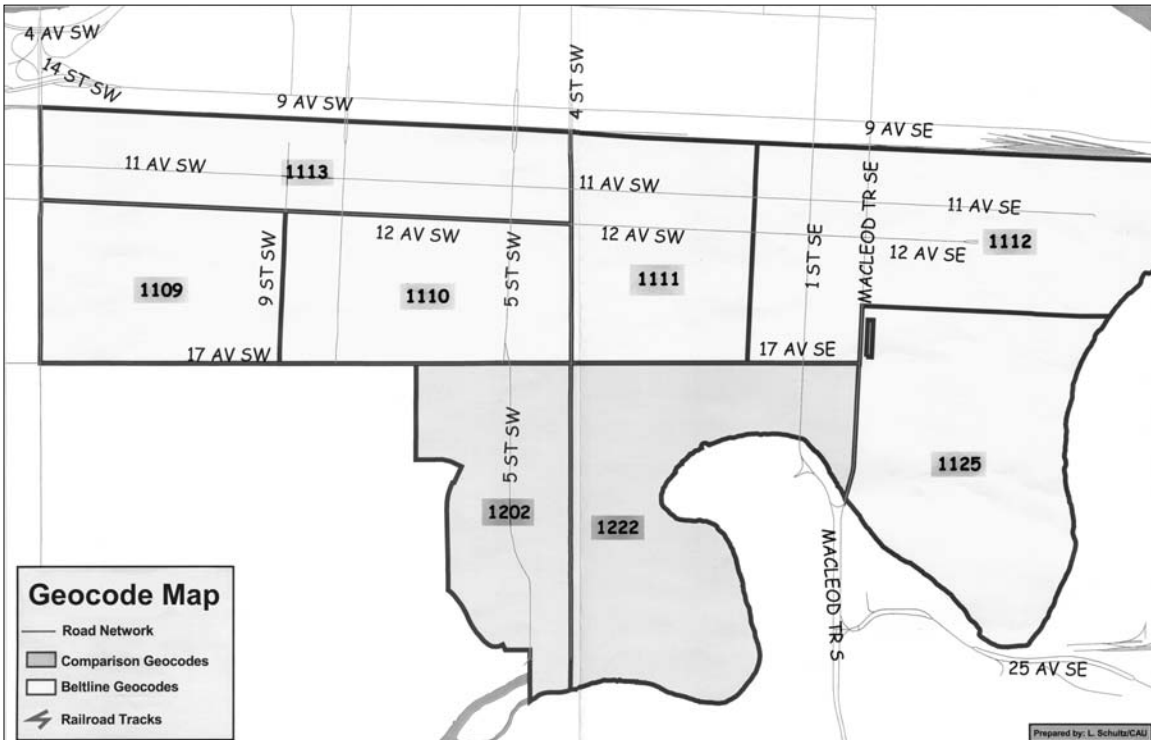 4 AV SW
14 ST SW
9 AV SW
4 ST SW
9 AV SE
11 AV SW
1113
11 AV SW
MACLEOD TR SE
11 AV SE
12 AV SW
12 AV SW
12 AV SE
1112
1109
9 ST SW
1110
5 ST SW
1111
1 ST SE
17 AV SW
17 AV SE
5 ST SW
1202
1222
1125
MACLEOD TR S
25 AV SE
Geocode Map
Road Network
Comparison Geocodes
Beltline Geocodes
Railroad Tracks
Prepared by: L. Schultz/CAU